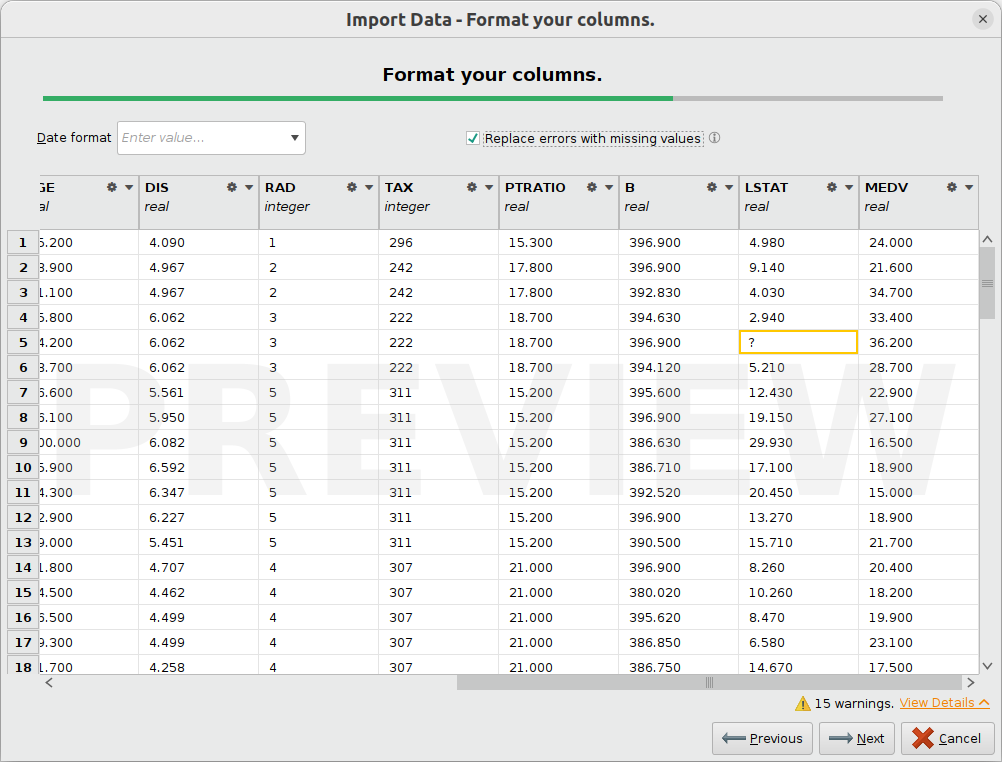 Import Data - Format your columns.
Format your columns.
Date format Enter value... Replace errors with missing values
GE DIS RAD TAX PTRATIO B LSTAT MEDV
al real integer integer real real real real
1 5.200 4.090 1 296 15.300 396.900 4.980 24.000
2 8.900 4.967 2 242 17.800 396.900 9.140 21.600
3 1.100 4.967 2 242 17.800 392.830 4.030 34.700
4 5.800 6.062 3 222 18.700 394.630 2.940 33.400
5 4.200 6.062 3 222 18.700 396.900 ? 36.200
6 8.700 6.062 3 222 18.700 394.120 5.210 28.700
7 6.600 5.561 5 311 15.200 395.600 12.430 22.900
8 6.100 5.950 5 311 15.200 396.900 19.150 27.100
9 00.000 6.082 5 311 15.200 386.630 29.930 16.500
10 5.900 6.592 5 311 15.200 386.710 17.100 18.900
11 4.300 6.347 5 311 15.200 392.520 20.450 15.000
12 2.900 6.227 5 311 15.200 396.900 13.270 18.900
13 9.000 5.451 5 311 15.200 390.500 15.710 21.700
14 1.800 4.707 4 307 21.000 396.900 8.260 20.400
15 4.500 4.462 4 307 21.000 380.020 10.260 18.200
16 6.500 4.499 4 307 21.000 395.620 8.470 19.900
17 9.300 4.499 4 307 21.000 386.850 6.580 23.100
18 1.700 4.258 4 307 21.000 386.750 14.670 17.500
PREVIEW
15 warnings. View Details
Previous Next Cancel